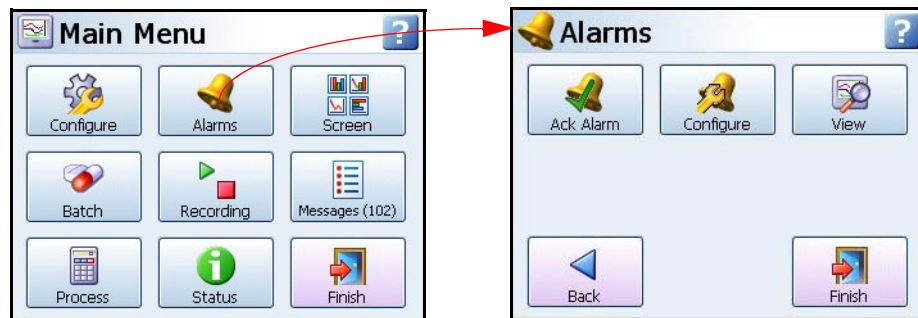 Main Menu
?
Configure
Alarms
Screen
Batch
Recording
Messages (102)
Process
Status
Finish
Alarms
?
Ack Alarm
Configure
View
Back
Finish